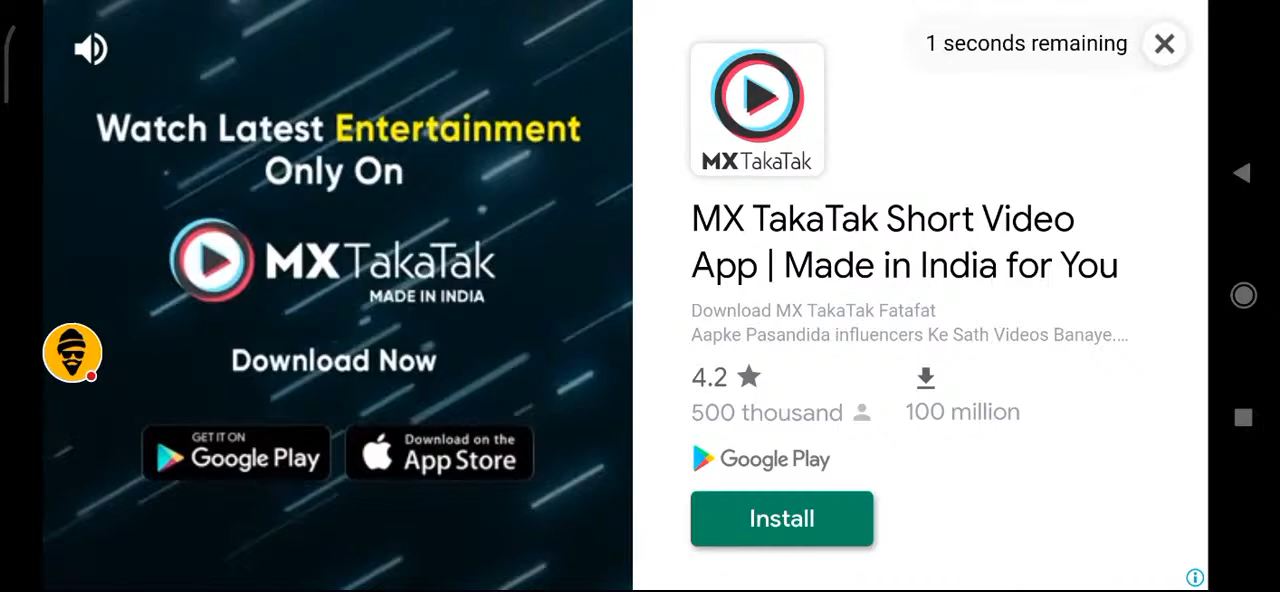 Watch Latest Entertainment
Only On
MX TakaTak
MADE IN INDIA
Download Now
GET IT ON
Google Play
Download on the
App Store
1 seconds remaining
MX TakaTak
MX TakaTak Short Video
App | Made in India for You
Download MX TakaTak Fatafat
Aapke Pasandida influencers Ke Sath Videos Banaye....
4.2
500 thousand
100 million
Google Play
Install